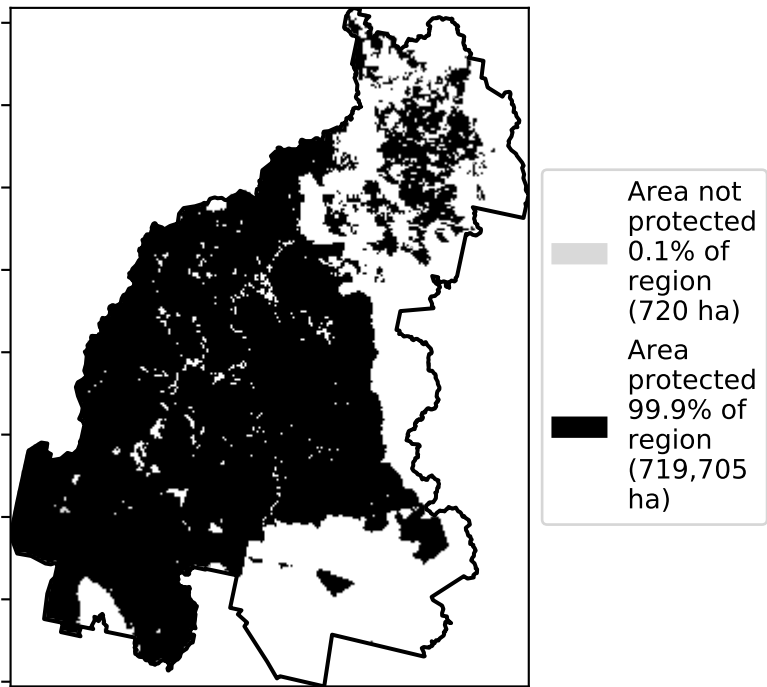 Area not
protected
0.1% of
region
(720 ha)
Area
protected
99.9% of
region
(719,705
ha)